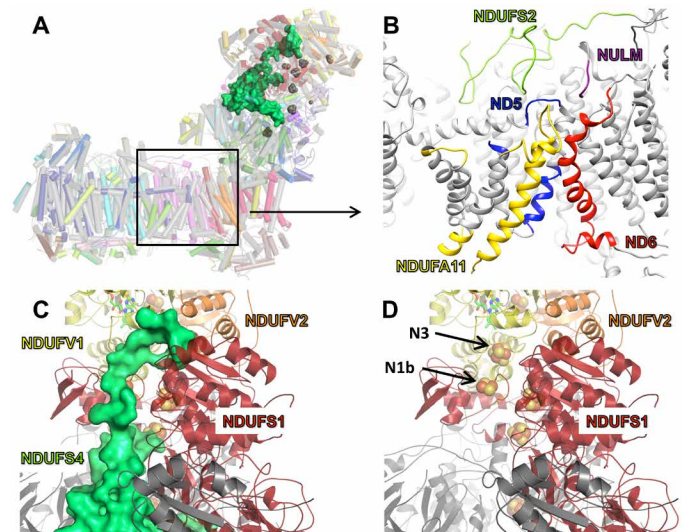 A
B
NDUFS2
NULM
ND5
ND6
NDUFA11
C
NDUFV2
NDUFV1
NDUFS1
NDUFS4
D
NDUFV2
N3
N1b
NDUFS1